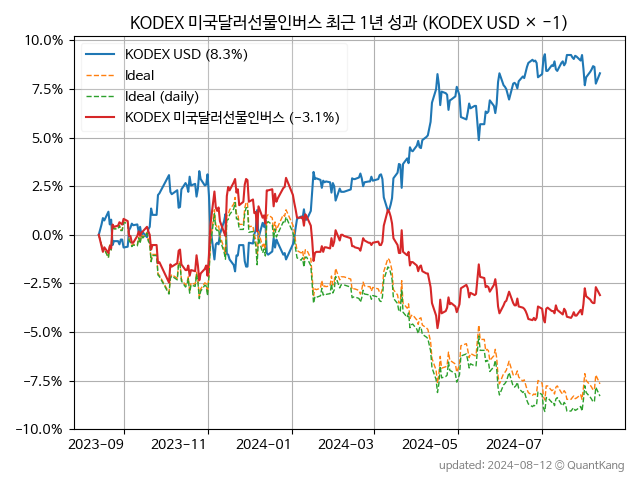 KODEX 미국달러선물인버스 최근 1년 성과 (KODEX USD × −1)
10.0%
7.5%
5.0%
2.5%
0.0%
−2.5%
−5.0%
−7.5%
−10.0%
KODEX USD (8.3%)
Ideal
Ideal (daily)
KODEX 미국달러선물인버스 (−3.1%)
2023-09 2023-11 2024-01 2024-03 2024-05 2024-07
updated: 2024-08-12 © QuantKang